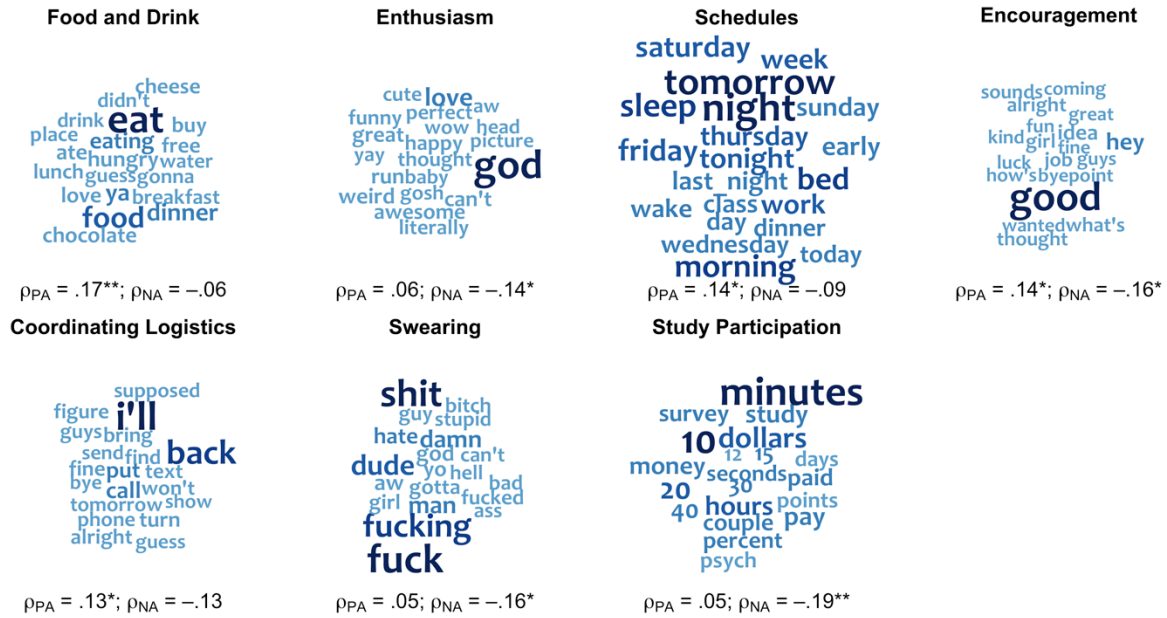 Food and Drink
cheese
didn't
drink eat buy
place eating free
ate hungry water
lunch guess gonna
love ya breakfast
food dinner
chocolate
ρPA = .17**; ρNA = –.06
Enthusiasm
cute love aw
funny perfect
wow head
great happy picture
yay thought god
run baby
weird gosh can't
awesome
literally
ρPA = .06; ρNA = –.14*
Schedules
saturday week
tomorrow
sleep night sunday
thursday
friday tonight early
last_night bed
wake class work
day dinner
wednesday today
morning
ρPA = .14*; ρNA = –.09
Encouragement
sounds coming
alright great
fun idea hey
kind girl fine
luck job guys
how's bye point
good
wanted what's
thought
ρPA = .14*; ρNA = –.16*
Coordinating Logistics
supposed
figure i'll
guys bring
send find back
fine put text
bye call won't
tomorrow show
phone turn
alright guess
ρPA = .13*; ρNA = –.13
Swearing
shit bitch
guy stupid
hate damn
god can't
dude yo hell
aw gotta bad
girl man fucked
ass
fucking
fuck
ρPA = .05; ρNA = –.16*
Study Participation
minutes
survey study
10 dollars
12 15 days
money seconds paid
20 30 points
40 hours pay
couple
percent
psych
ρPA = .05; ρNA = –.19**